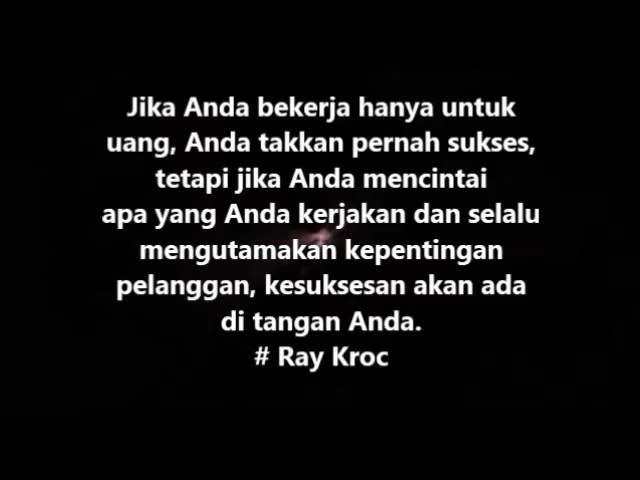 Jika Anda bekerja hanya untuk
uang, Anda takkan pernah sukses,
tetapi jika Anda mencintai
apa yang Anda kerjakan dan selalu
mengutamakan kepentingan
pelanggan, kesuksesan akan ada
di tangan Anda.
# Ray Kroc